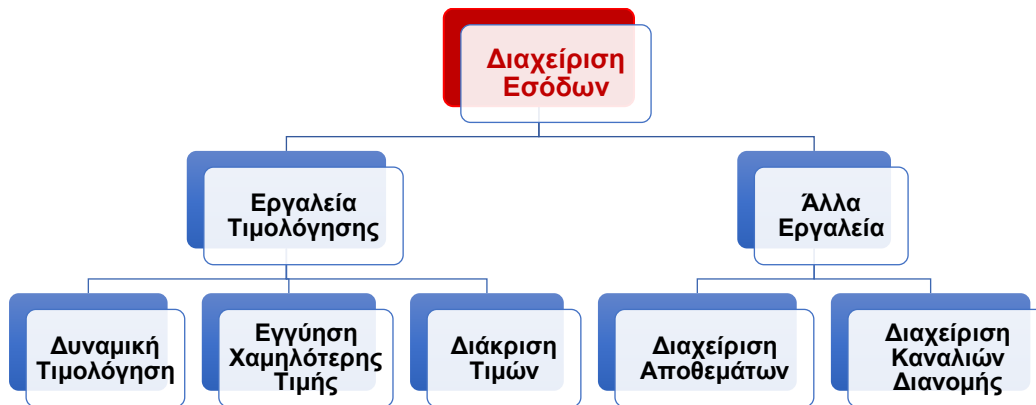 Διαχείριση
Εσόδων
Εργαλεία
Τιμολόγησης
Άλλα
Εργαλεία
Δυναμική
Τιμολόγηση
Εγγύηση
Χαμηλότερης
Τιμής
Διάκριση
Τιμών
Διαχείριση
Αποθεμάτων
Διαχείριση
Καναλιών
Διανομής